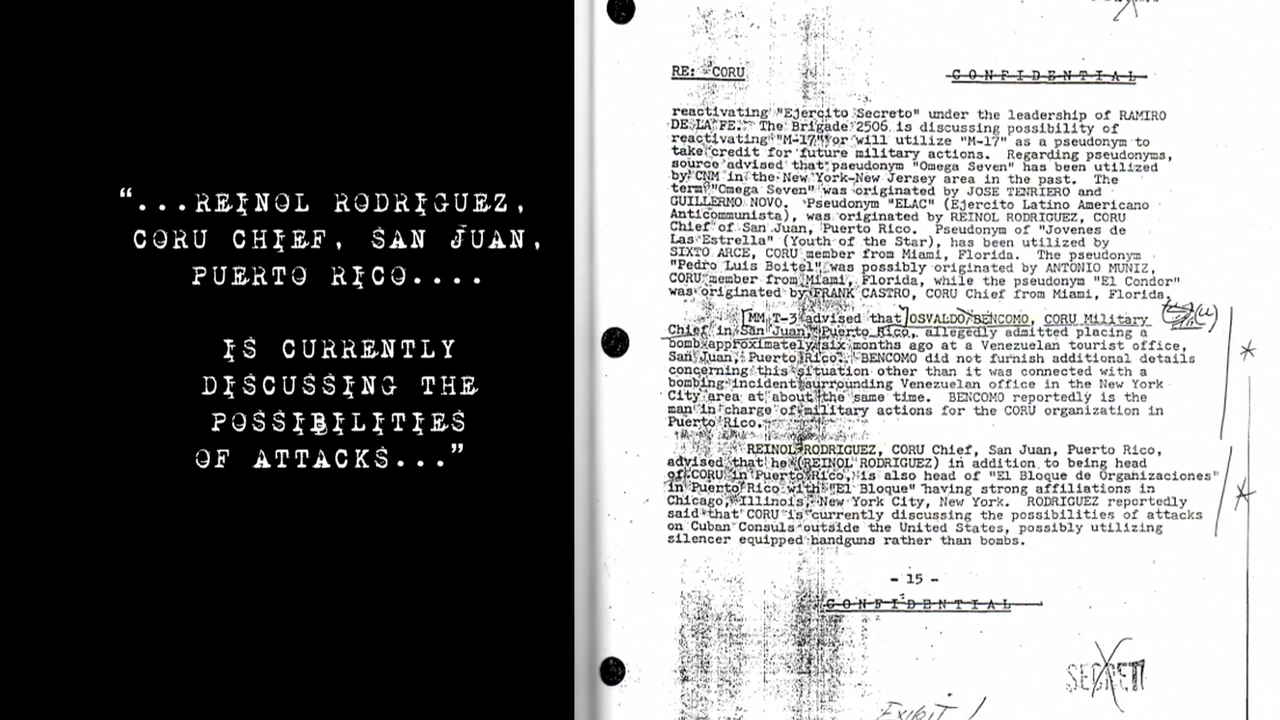 “...REINOL RODRIGUEZ,
CORU CHIEF, SAN JUAN,
PUERTO RICO....
IS CURRENTLY
DISCUSSING THE
POSSIBILITIES
OF ATTACKS...”
RE: CORU
CONFIDENTIAL
reactivating "Ejercito Secreto" under the leadership of RAMIRO
DE LA FE. The Brigade 2506 is discussing possibility of
reactivating "M-17" or will utilize "M-17" as a pseudonym to
take credit for future military actions. Regarding pseudonyms,
source advised that pseudonym "Omega Seven" has been utilized
by CNM in the New York-New Jersey area in the past. The
term "Omega Seven" was originated by JOSE TENRIERO and
GUILLERMO NOVO. Pseudonym "ELAC" (Ejercito Latino Americano
Anticommunista), was originated by REINOL RODRIGUEZ, CORU
Chief of San Juan, Puerto Rico. Pseudonym of "Jovenes de
Las Estrella" (Youth of the Star), has been utilized by
SIXTO ARCE, CORU member from Miami, Florida. The pseudonym
"Pedro Luis Boitel" was possibly originated by ANTONIO MUNIZ,
CORU member from Miami, Florida, while the pseudonym "El Condor"
was originated by FRANK CASTRO, CORU Chief from Miami, Florida.
MM T-3 advised that OSVALDO BENCOMO, CORU Military (u)
Chief in San Juan, Puerto Rico, allegedly admitted placing a
bomb approximately six months ago at a Venezuelan tourist office,
San Juan, Puerto Rico. BENCOMO did not furnish additional details
concerning this situation other than it was connected with a
bombing incident surrounding Venezuelan office in the New York
City area at about the same time. BENCOMO reportedly is the
man in charge of military actions for the CORU organization in
Puerto Rico.
REINOL RODRIGUEZ, CORU Chief, San Juan, Puerto Rico,
advised that he (REINOL RODRIGUEZ) in addition to being head
of CORU in Puerto Rico, is also head of "El Bloque de Organizaciones"
in Puerto Rico with "El Bloque" having strong affiliations in
Chicago, Illinois, New York City, New York. RODRIGUEZ reportedly
said that CORU is currently discussing the possibilities of attacks
on Cuban Consuls outside the United States, possibly utilizing
silencer equipped handguns rather than bombs.
- 15 -
CONFIDENTIAL
SECRET
EXHIBIT 1